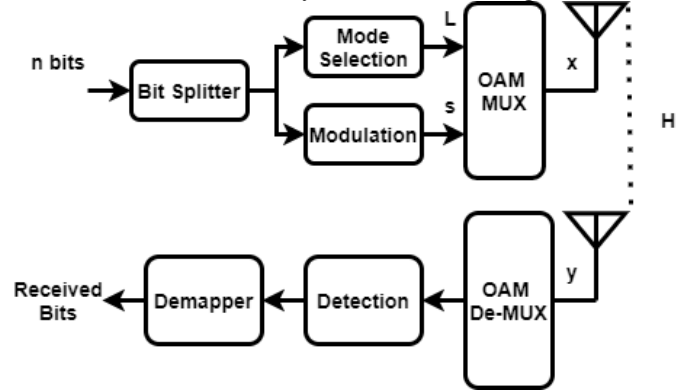 n bits
Bit Splitter
Mode
Selection
L
Modulation
s
OAM
MUX
x
H
Received
Bits
Demapper
Detection
OAM
De-MUX
y